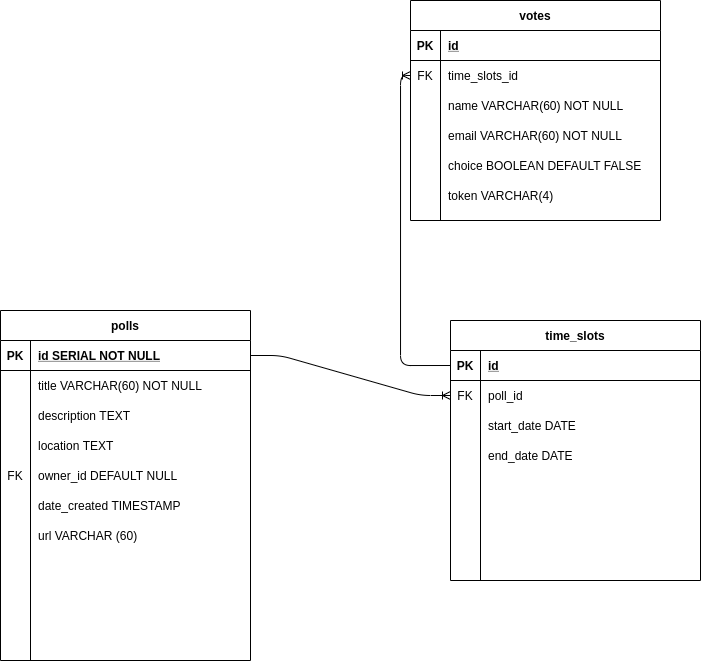 votes
PK id
FK time_slots_id
name VARCHAR(60) NOT NULL
email VARCHAR(60) NOT NULL
choice BOOLEAN DEFAULT FALSE
token VARCHAR(4)
polls
PK id SERIAL NOT NULL
title VARCHAR(60) NOT NULL
description TEXT
location TEXT
FK owner_id DEFAULT NULL
date_created TIMESTAMP
url VARCHAR (60)
time_slots
PK id
FK poll_id
start_date DATE
end_date DATE